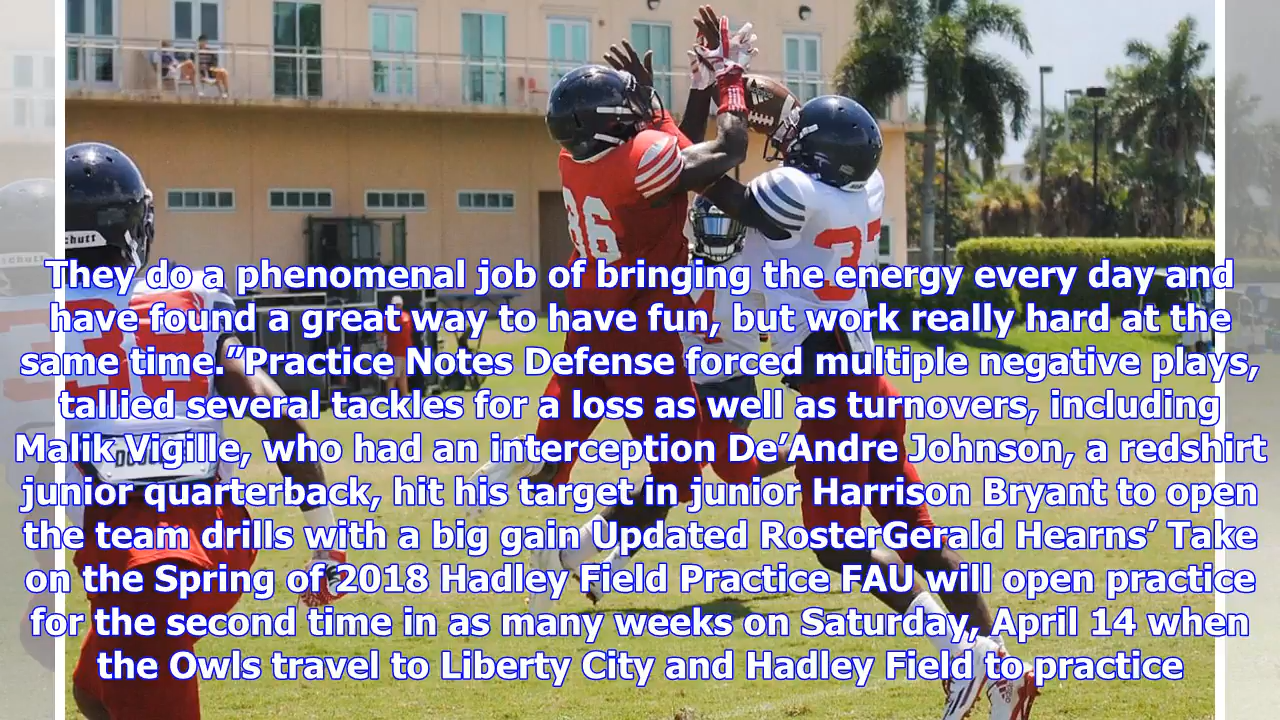 schutt
schutt
86
37
38
They do a phenomenal job of bringing the energy every day and
have found a great way to have fun, but work really hard at the
same time.”Practice Notes Defense forced multiple negative plays,
tallied several tackles for a loss as well as turnovers, including
Malik Vigille, who had an interception De’Andre Johnson, a redshirt
junior quarterback, hit his target in junior Harrison Bryant to open
the team drills with a big gain Updated RosterGerald Hearns’ Take
on the Spring of 2018 Hadley Field Practice FAU will open practice
for the second time in as many weeks on Saturday, April 14 when
the Owls travel to Liberty City and Hadley Field to practice